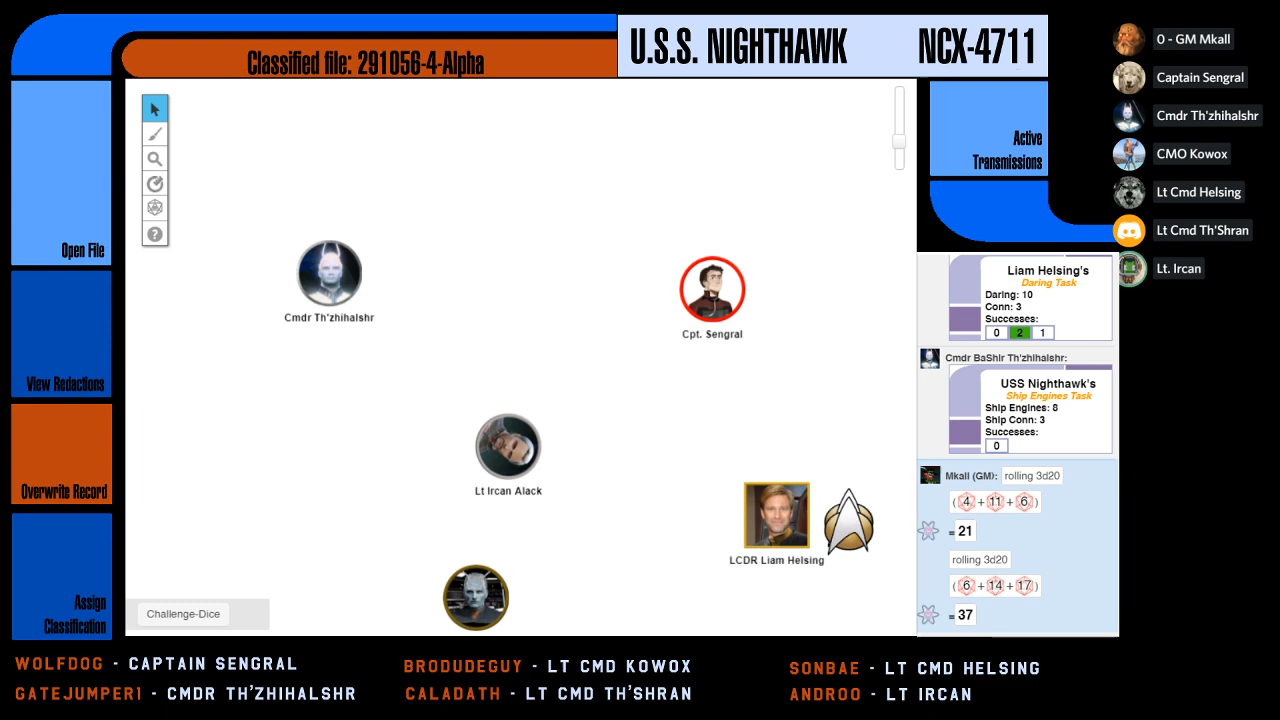 Classified file: 291056-4-Alpha
U.S.S. NIGHTHAWK NCX-4711
Open File
View Redactions
Overwrite Record
Assign
Classification
Cmdr Th'zhihalshr
Cpt. Sengral
Lt Ircan Alack
LCDR Liam Helsing
Challenge-Dice
Active
Transmissions
0 - GM Mkall
Captain Sengral
Cmdr Th'zhihalshr
CMO Kowox
Lt Cmd Helsing
Lt Cmd Th'Shran
Lt. Ircan
Liam Helsing's
Daring Task
Daring: 10
Conn: 3
Successes:
0 2 1
Cmdr BaShir Th'zhihalshr:
USS Nighthawk's
Ship Engines Task
Ship Engines: 8
Ship Conn: 3
Successes:
0
Mkall (GM): rolling 3d20
(4+11+6)
=21
rolling 3d20
(6+14+17)
=37
WOLFDOG - CAPTAIN SENGRAL
GATEJUMPER1 - CMDR TH'ZHIHALSHR
BRODUDEGUY - LT CMD KOWOX
CALADATH - LT CMD TH'SHRAN
SONBAE - LT CMD HELSING
ANDROO - LT IRCAN